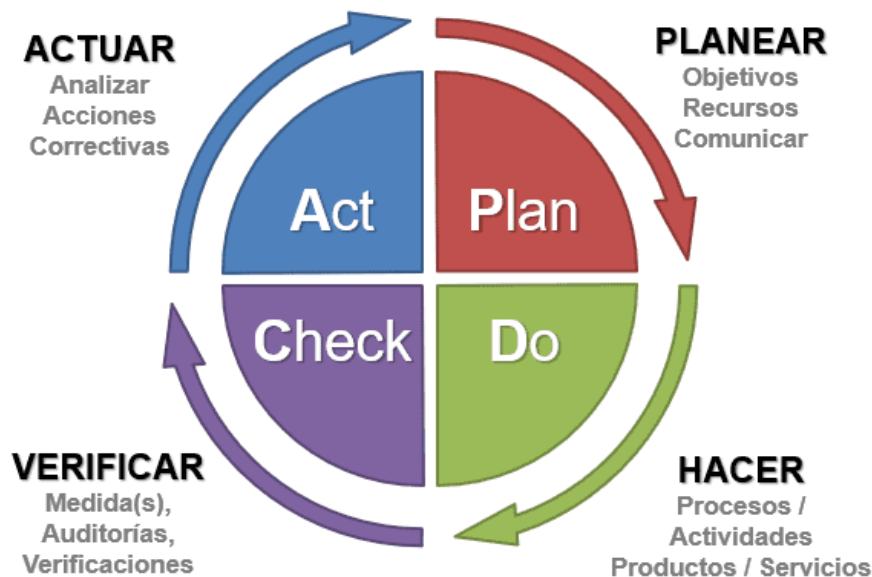 ACTUAR
Analizar
Acciones
Correctivas
PLANEAR
Objetivos
Recursos
Comunicar
Act
Plan
Check
Do
VERIFICAR
Medida(s),
Auditorías,
Verificaciones
HACER
Procesos /
Actividades
Productos / Servicios